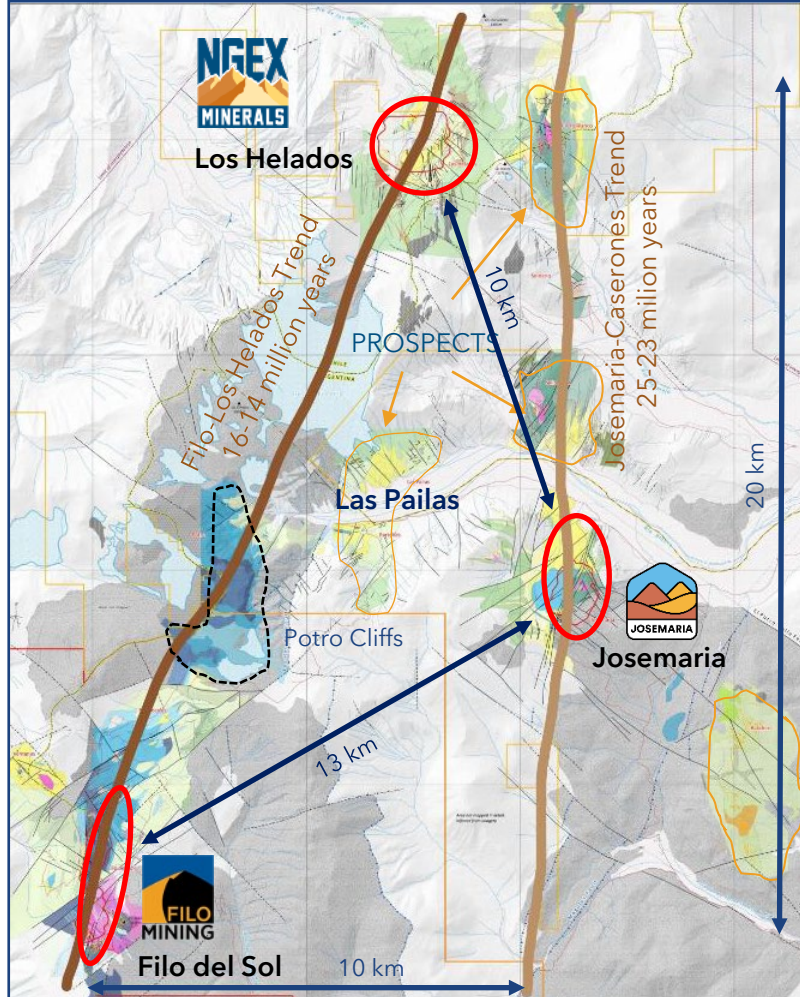 NGEX
MINERALS
Los Helados
Filo-Los Helados Trend
16-14 milllion years
Josemaria-Caserones Trend
25-23 million years
10 km
PROSPECTS
20 km
Las Pailas
Potro Cliffs
JOSEMARIA
Josemaria
13 km
FILO
MINING
Filo del Sol
10 km